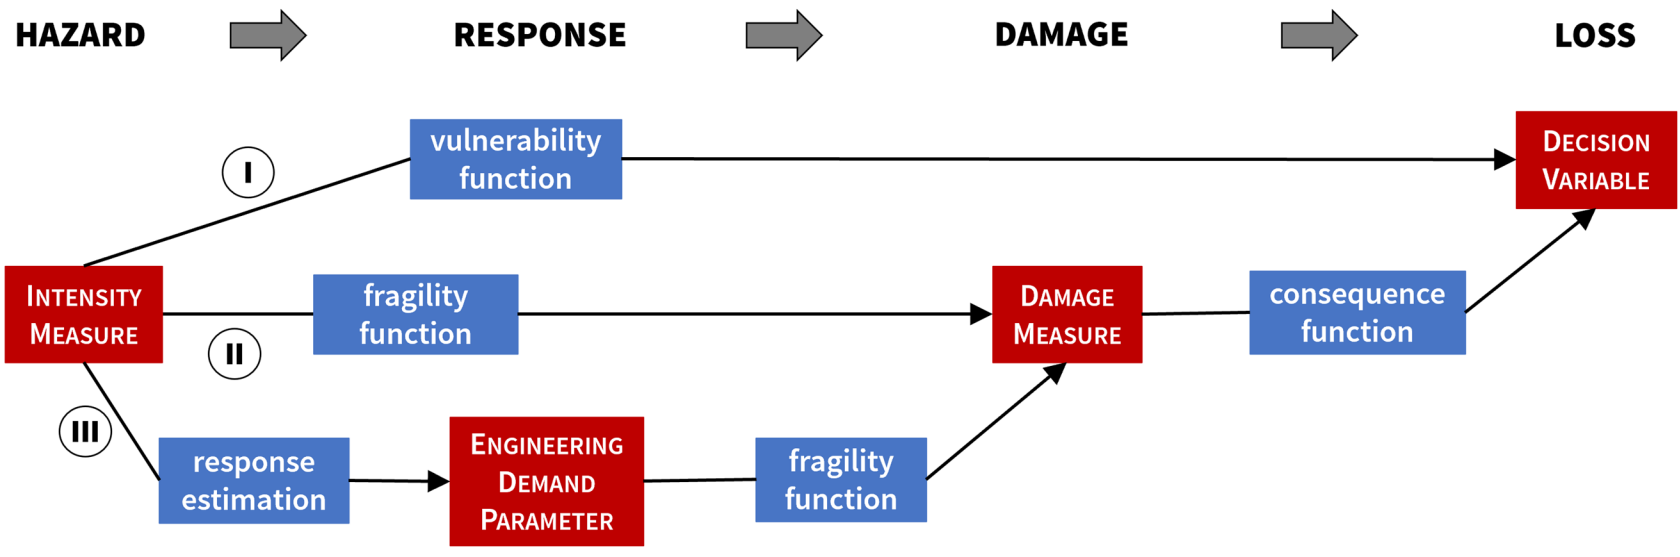 HAZARD
RESPONSE
DAMAGE
LOSS
vulnerability
function
DECISION
VARIABLE
I
INTENSITY
MEASURE
fragility
function
DAMAGE
MEASURE
consequence
function
II
III
response
estimation
ENGINEERING
DEMAND
PARAMETER
fragility
function